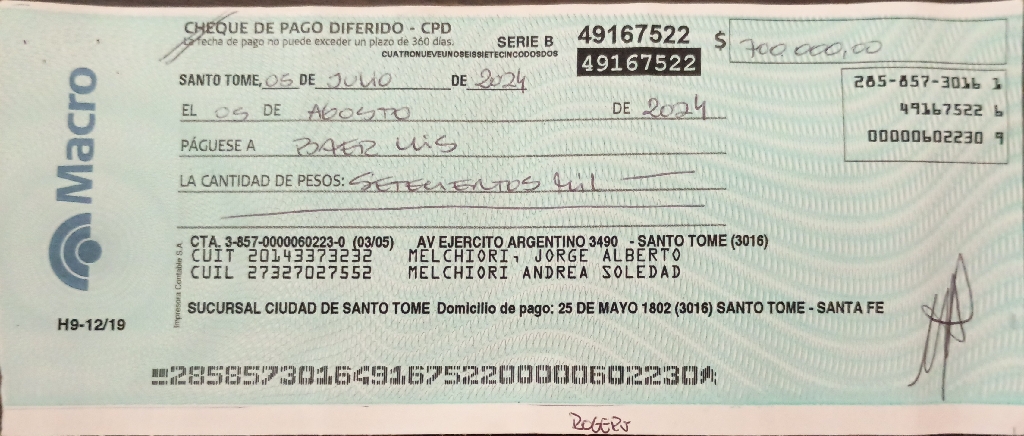 CHEQUE DE PAGO DIFERIDO - CPD
La fecha de pago no puede exceder un plazo de 360 días.
SERIE B 49167522
CUATRONUEVEUNOSEISSIETECINCODOSDOS
49167522
$ 700.000,00
285-857-3016 1
49167522 6
00000602230 9
SANTO TOME, 05 DE JULIO DE 2024
EL 05 DE AGOSTO DE 2024
PÁGUESE A BAER LUIS
LA CANTIDAD DE PESOS: SETECIENTOS MIL
Macro
H9-12/19
Impresora Contable S.A.
CTA. 3-857-0000060223-0 (03/05) AV EJERCITO ARGENTINO 3490 - SANTO TOME (3016)
CUIT 20143373232 MELCHIORI, JORGE ALBERTO
CUIL 27327027552 MELCHIORI ANDREA SOLEDAD
SUCURSAL CIUDAD DE SANTO TOME Domicilio de pago: 25 DE MAYO 1802 (3016) SANTO TOME - SANTA FE
28585730164916752200000602230